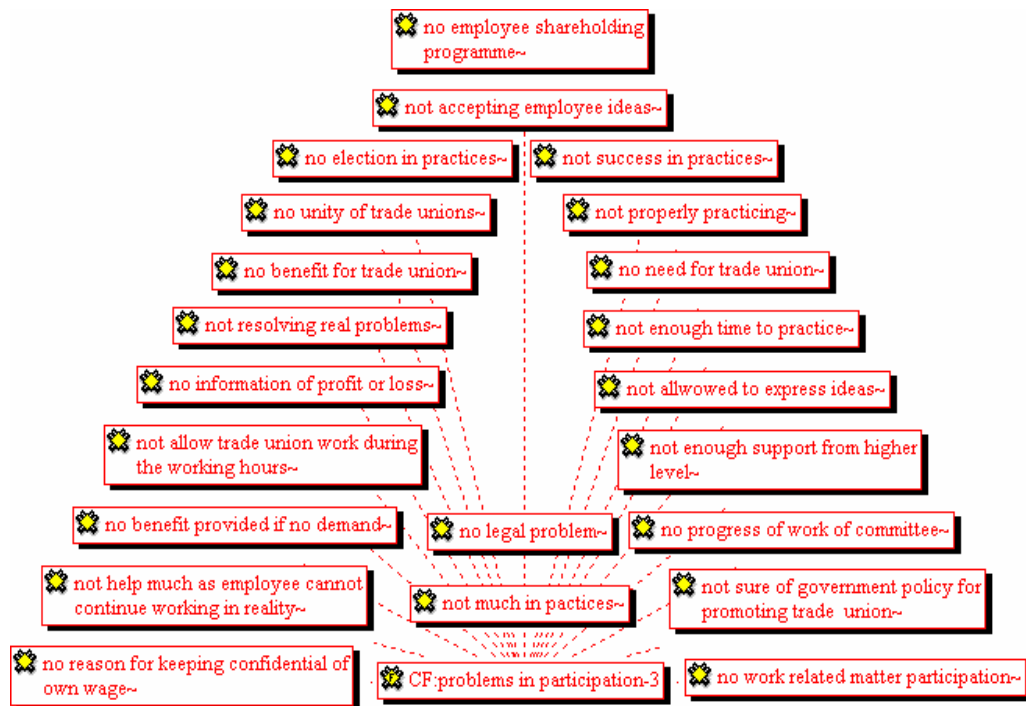 no employee shareholding
programme~
not accepting employee ideas~
no election in practices~
not success in practices~
no unity of trade unions~
not properly practicing~
no benefit for trade union~
no need for trade union~
not resolving real problems~
not enough time to practice~
no information of profit or loss~
not allwowed to express ideas~
not allow trade union work during
the working hours~
not enough support from higher
level~
no benefit provided if no demand~
no legal problem~
no progress of work of committee~
not help much as employee cannot
continue working in reality~
not much in pactices~
not sure of government policy for
promoting trade union~
no reason for keeping confidential of
own wage~
CF:problems in participation-3
no work related matter participation~